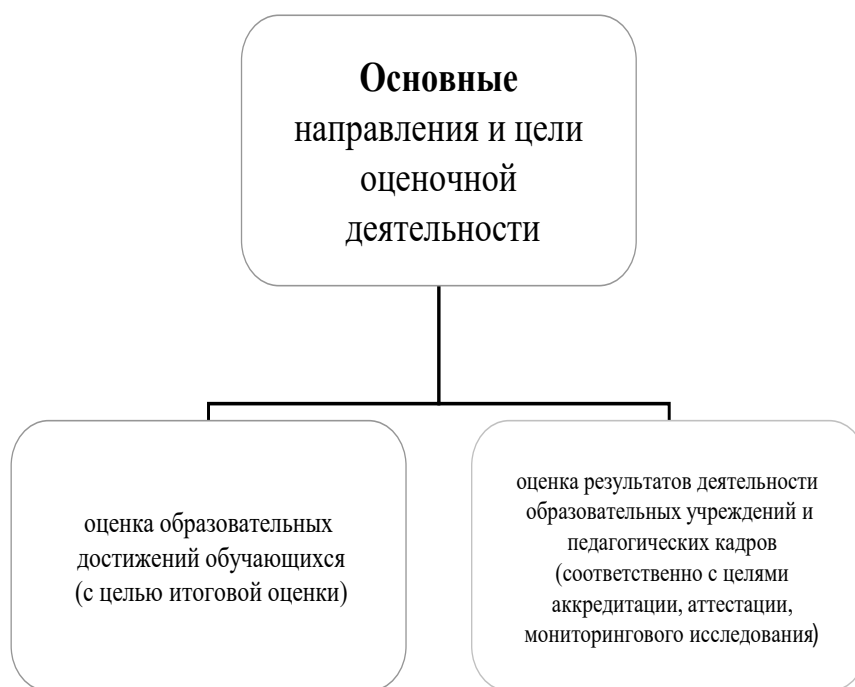 Основные
направления и цели
оценочной
деятельности
оценка образовательных
достижений обучающихся
(с целью итоговой оценки)
оценка результатов деятельности
образовательных учреждений и
педагогических кадров
(соответственно с целями
аккредитации, аттестации,
мониторингового исследования)